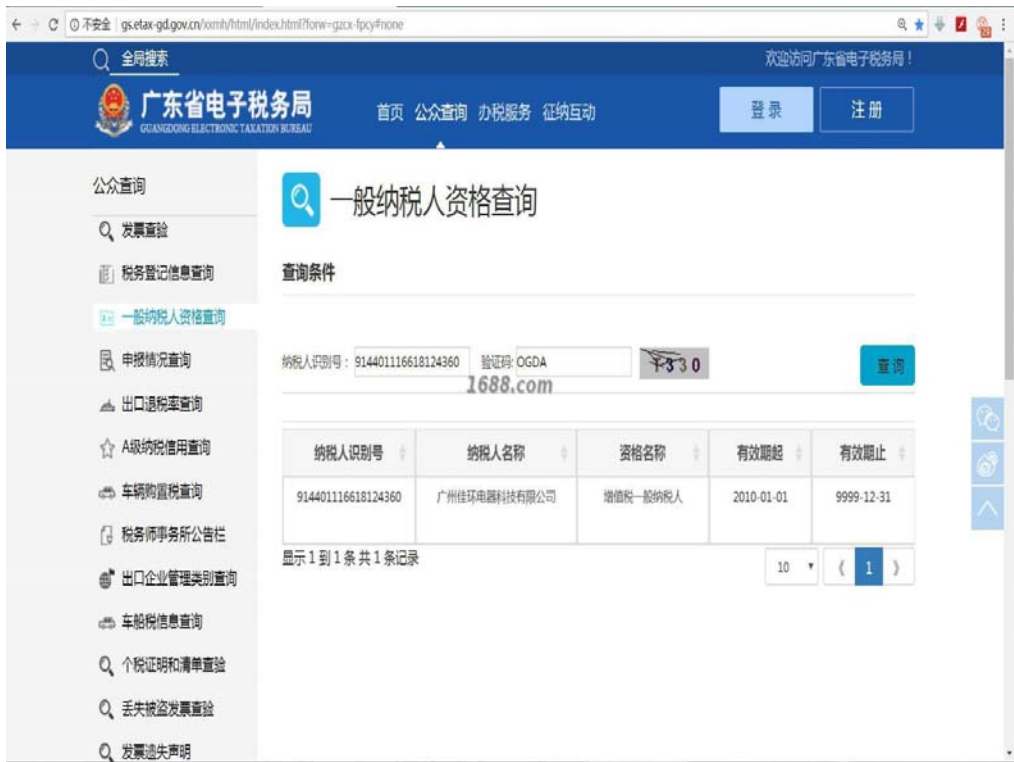 不安全 gs.etax-gd.gov.cn/xxmh/html/index.html?forw=gzcx-fpcy#none
全局搜索
欢迎访问广东省电子税务局！
广东省电子税务局
GUANGDONG ELECTRONIC TAXATION BUREAU
首页 公众查询 办税服务 征纳互动
登录 注册
公众查询
发票查验
税务登记信息查询
一般纳税人资格查询
申报情况查询
出口退税率查询
A级纳税信用查询
车辆购置税查询
税务师事务所公告栏
出口企业管理类别查询
车船税信息查询
个税证明和清单查验
丢失被盗发票查验
发票遗失声明
一般纳税人资格查询
查询条件
纳税人识别号： 914401116618124360 验证码: OGDA 查询
1688.com
纳税人识别号 纳税人名称 资格名称 有效期起 有效期止
914401116618124360 广州佳环电器科技有限公司 增值税一般纳税人 2010-01-01 9999-12-31
显示 1 到 1 条 共 1 条记录
10 《 1 》